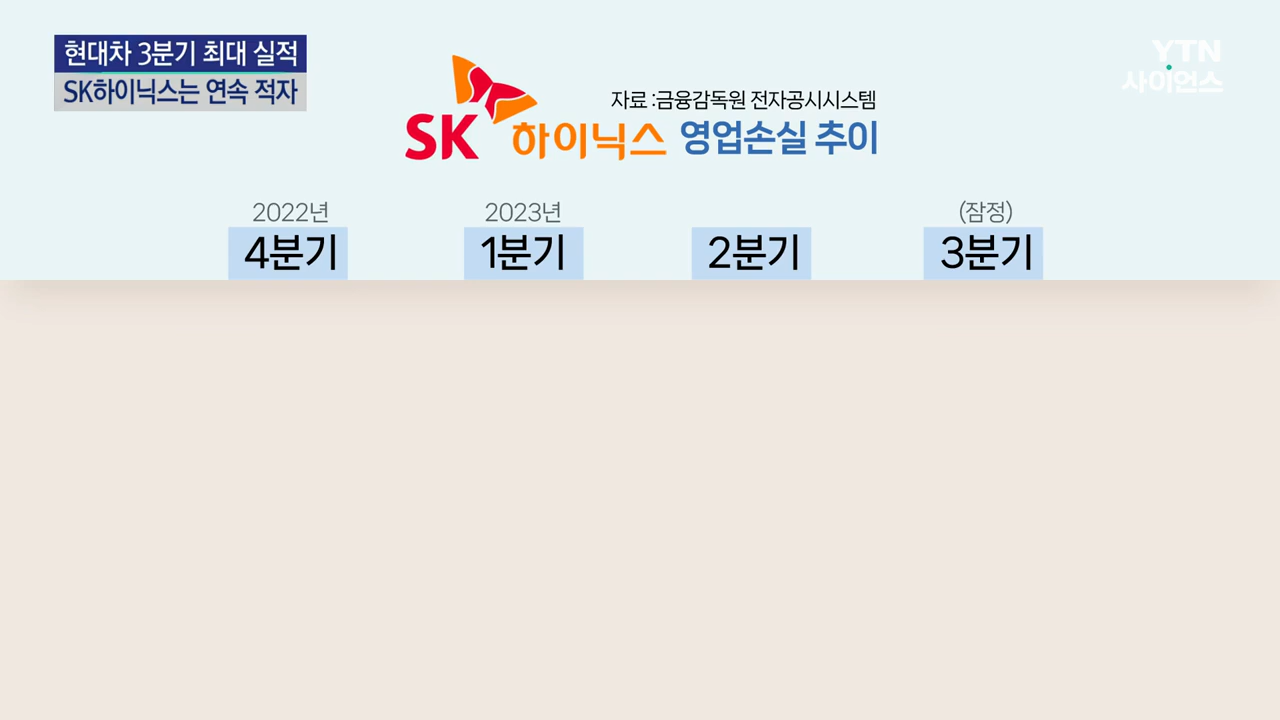 현대차 3분기 최대 실적
SK하이닉스는 연속 적자
YTN
사이언스
자료 :금융감독원 전자공시시스템
SK 하이닉스 영업손실 추이
2022년
4분기
2023년
1분기
2분기
(잠정)
3분기